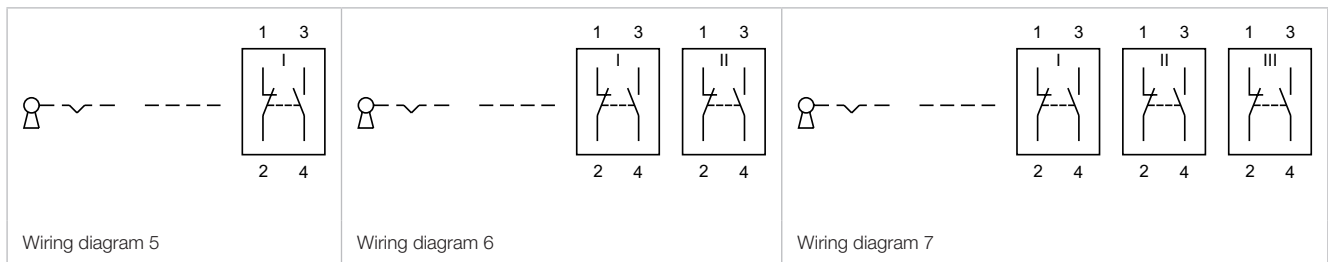 1 3 1 3 1 3 1 3 1 3 1 3
I I II I II III
2 4 2 4 2 4 2 4 2 4 2 4
Wiring diagram 5 Wiring diagram 6 Wiring diagram 7